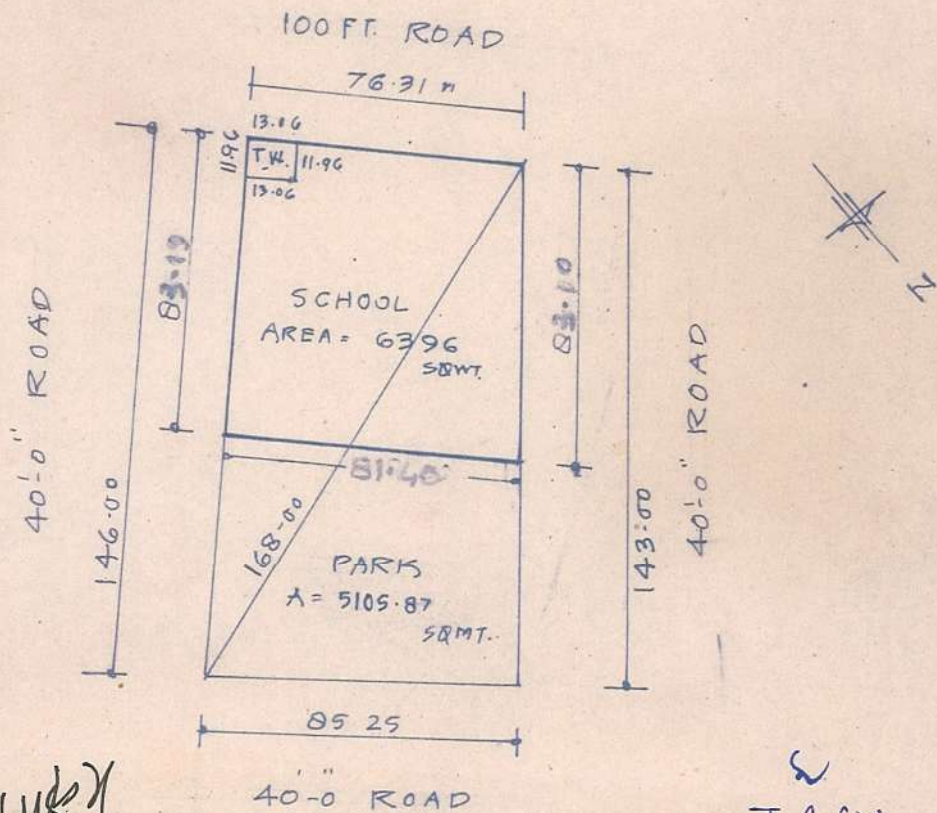 100 FT. ROAD
76.31 m
13.06
11.96
T.W.
11.96
13.06
83.19
83.10
SCHOOL
AREA = 6396
SQMT.
40'-0" ROAD
146.00
81.40
40'-0" ROAD
143.00
168.00
PARK
A = 5105.87
SQMT.
85 25
40'-0" ROAD
N